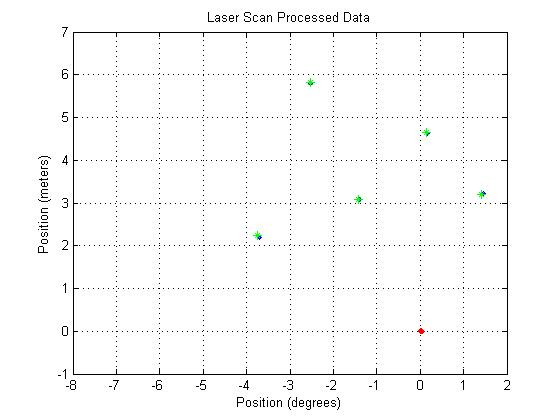 Laser Scan Processed Data
7
6
5
4
3
2
1
0
-1
Position (meters)
-8 -7 -6 -5 -4 -3 -2 -1 0 1 2
Position (degrees)